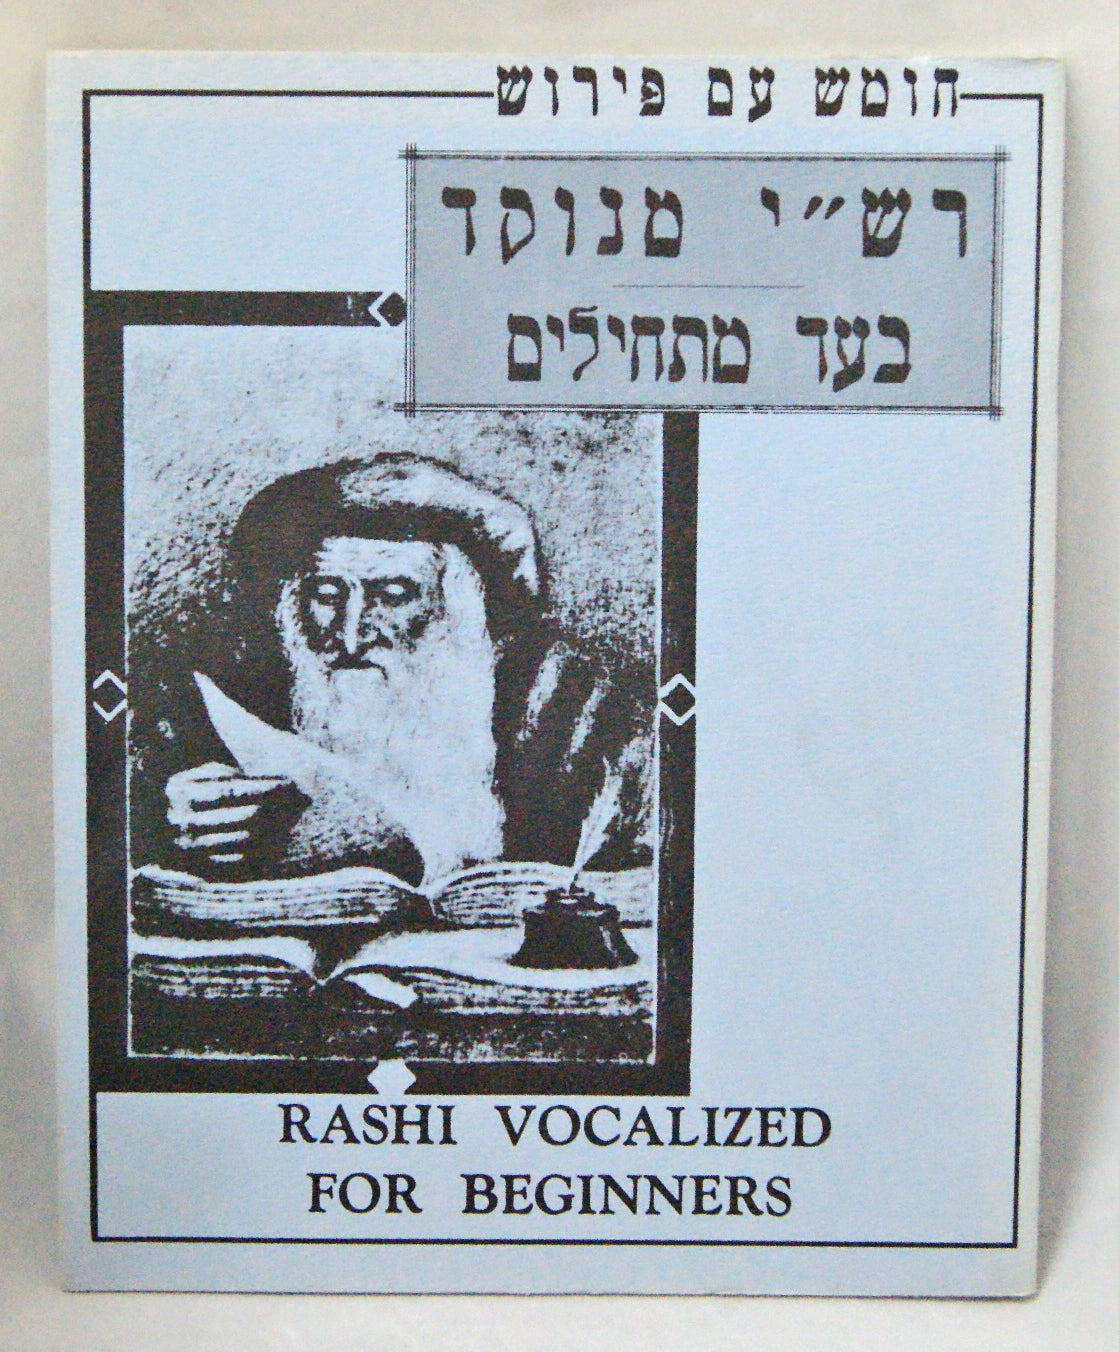 חומש עם פירוש
רש״י מנוקד
בעד מתחילים
RASHI VOCALIZED
FOR BEGINNERS